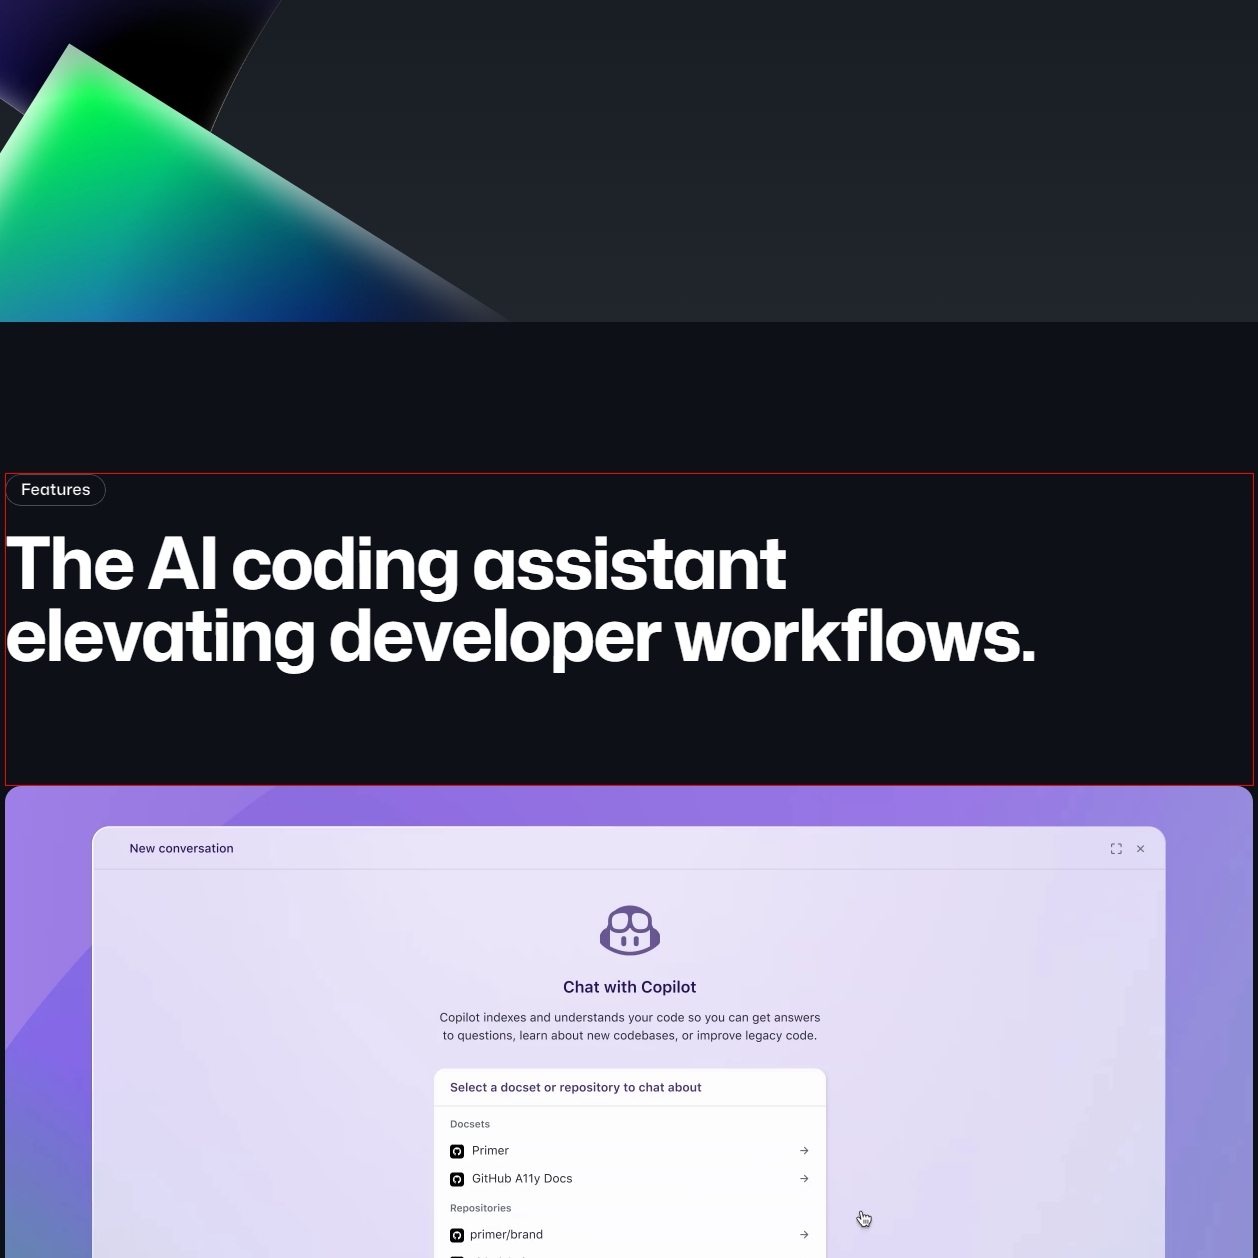 Features
The AI coding assistant
elevating developer workflows.
New conversation
Chat with Copilot
Copilot indexes and understands your code so you can get answers
to questions, learn about new codebases, or improve legacy code.
Select a docset or repository to chat about
Docsets
Primer
GitHub A11y Docs
Repositories
primer/brand